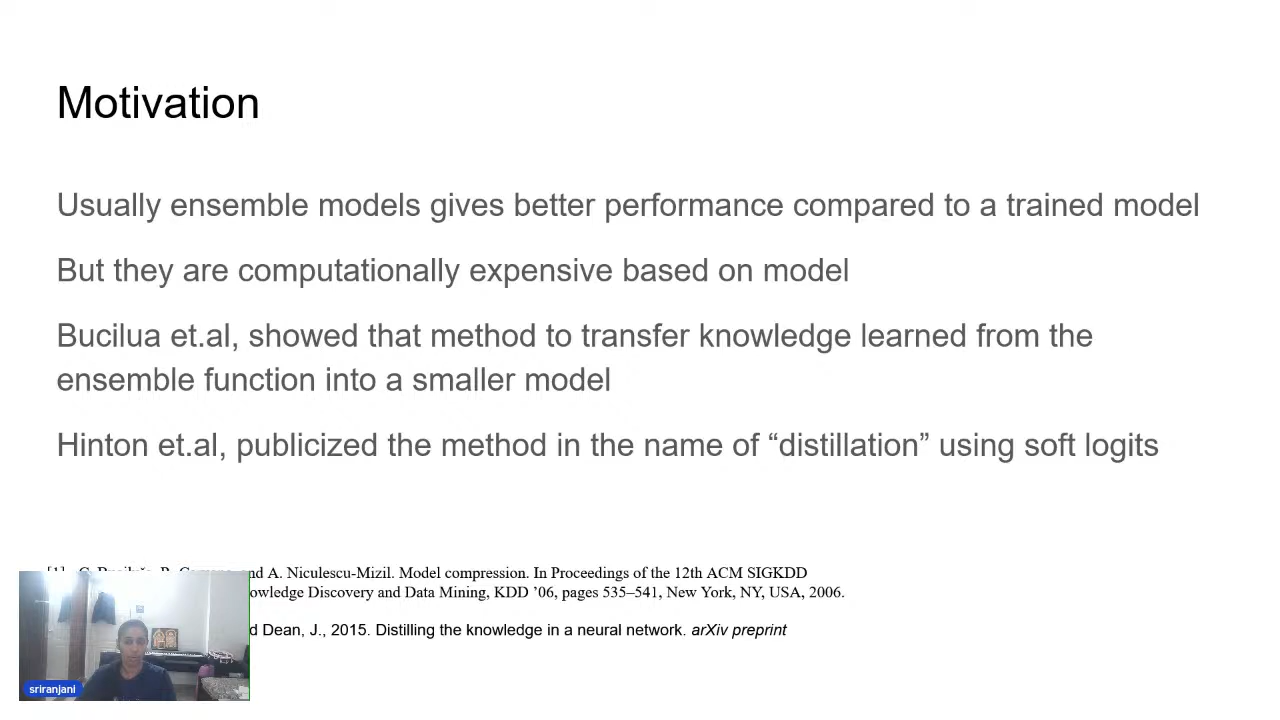 Motivation
Usually ensemble models gives better performance compared to a trained model
But they are computationally expensive based on model
Bucilua et.al, showed that method to transfer knowledge learned from the
ensemble function into a smaller model
Hinton et.al, publicized the method in the name of “distillation” using soft logits
and A. Niculescu-Mizil. Model compression. In Proceedings of the 12th ACM SIGKDD
Knowledge Discovery and Data Mining, KDD ’06, pages 535–541, New York, NY, USA, 2006.
Dean, J., 2015. Distilling the knowledge in a neural network. arXiv preprint
sriranjani